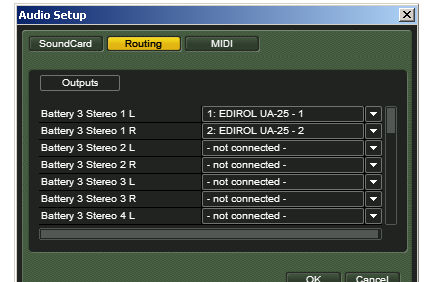 Audio Setup
SoundCard Routing MIDI
Outputs
Battery 3 Stereo 1 L 1: EDIROL UA-25 - 1
Battery 3 Stereo 1 R 2: EDIROL UA-25 - 2
Battery 3 Stereo 2 L - not connected -
Battery 3 Stereo 2 R - not connected -
Battery 3 Stereo 3 L - not connected -
Battery 3 Stereo 3 R - not connected -
Battery 3 Stereo 4 L - not connected -
OK Cancel